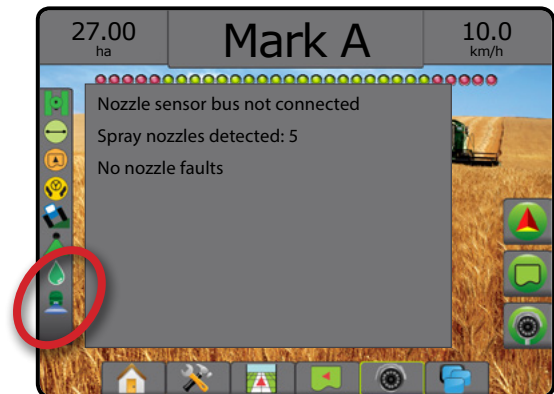 27.00
ha
Mark A
10.0
km/h
Nozzle sensor bus not connected
Spray nozzles detected: 5
No nozzle faults